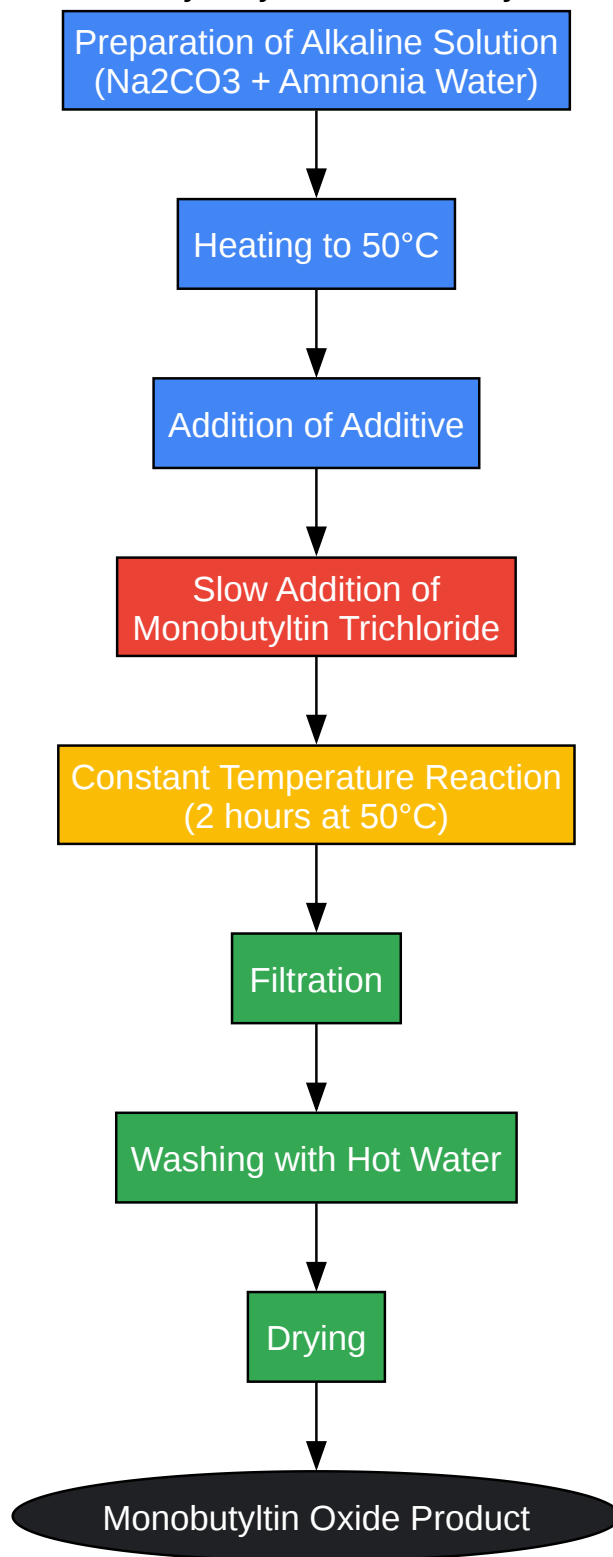 Preparation of Alkaline Solution
(Na2CO3 + Ammonia Water)
Heating to 50°C
Addition of Additive
Slow Addition of
Monobutyltin Trichloride
Constant Temperature Reaction
(2 hours at 50°C)
Filtration
Washing with Hot Water
Drying
Monobutyltin Oxide Product